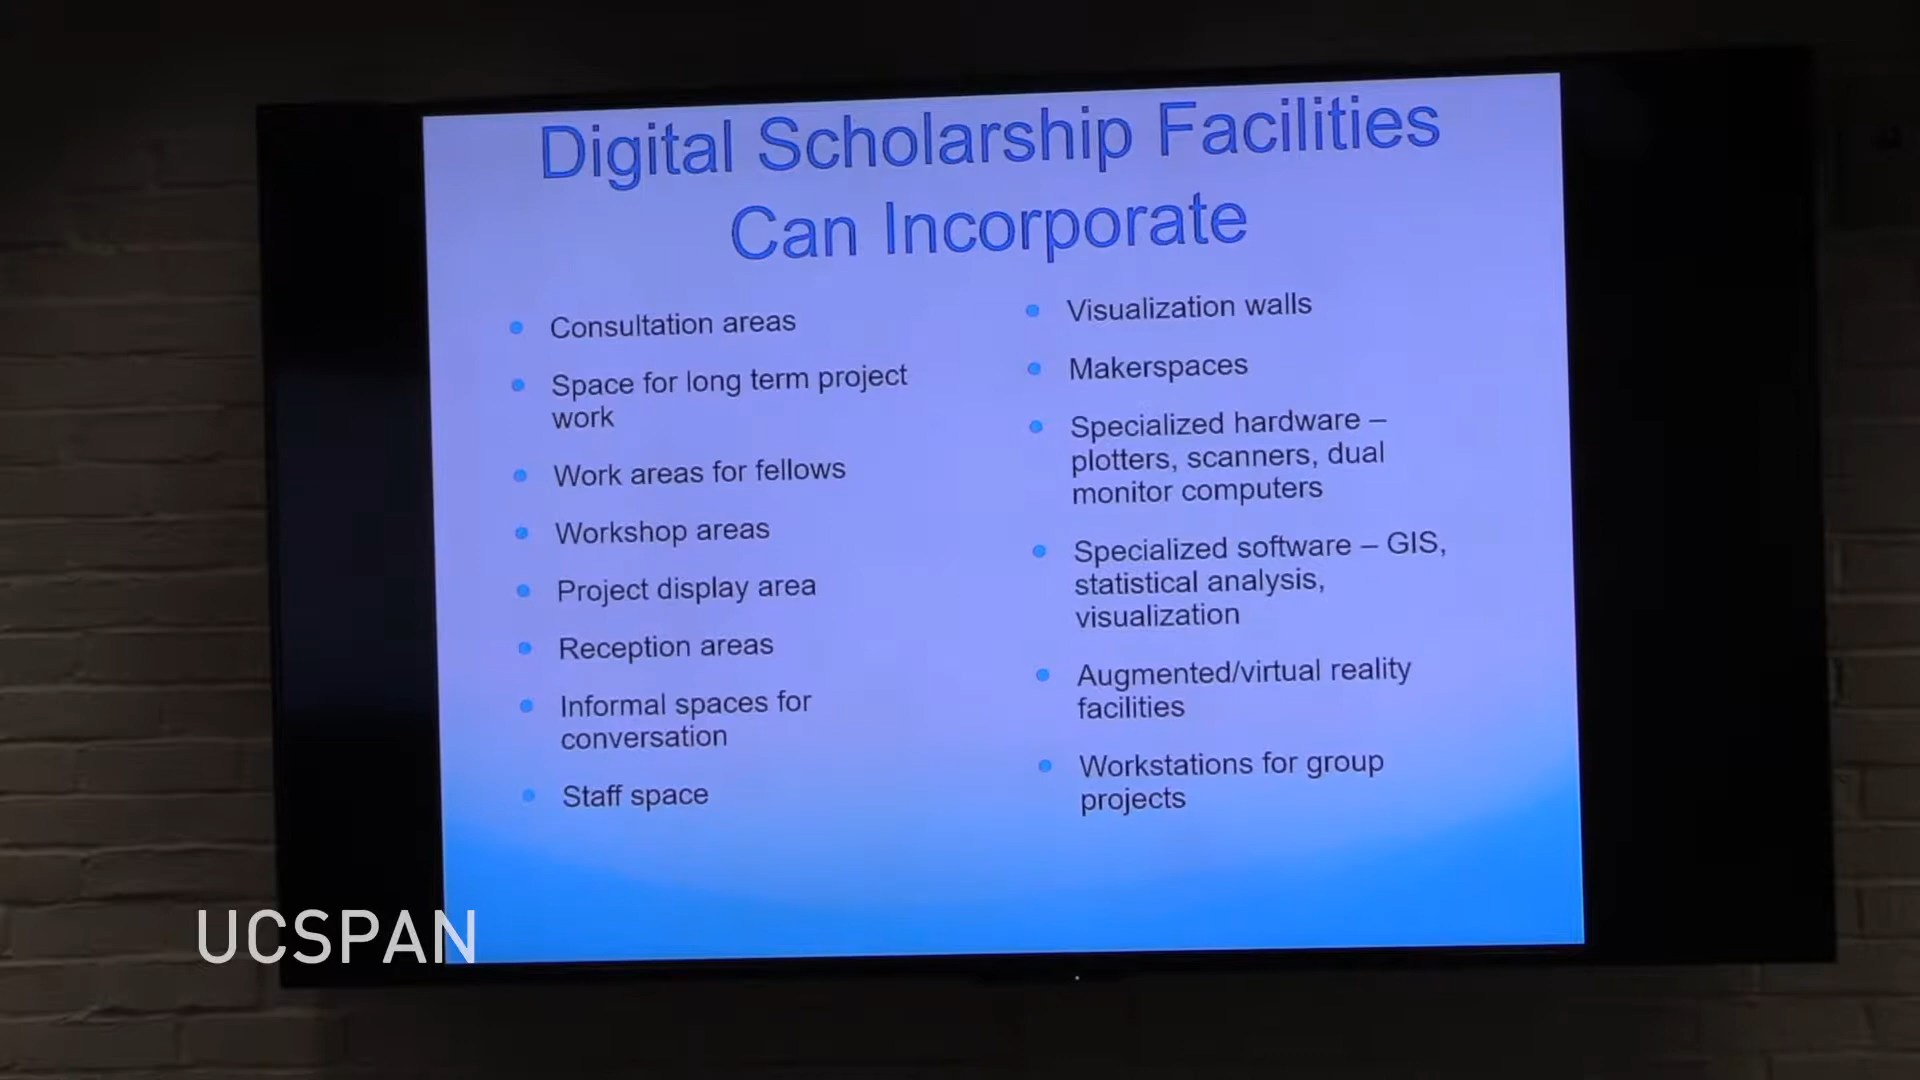 Digital Scholarship Facilities
Can Incorporate
Consultation areas
Space for long term project
work
Work areas for fellows
Workshop areas
Project display area
Reception areas
Informal spaces for
conversation
Staff space
Visualization walls
Makerspaces
Specialized hardware –
plotters, scanners, dual
monitor computers
Specialized software – GIS,
statistical analysis,
visualization
Augmented/virtual reality
facilities
Workstations for group
projects
UCSPAN